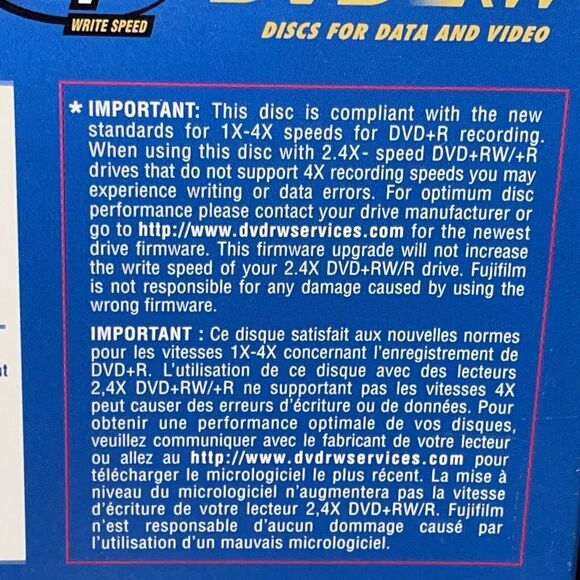 WRITE SPEED
DISCS FOR DATA AND VIDEO
* IMPORTANT: This disc is compliant with the new
standards for 1X-4X speeds for DVD+R recording.
When using this disc with 2.4X- speed DVD+RW/+R
drives that do not support 4X recording speeds you may
experience writing or data errors. For optimum disc
performance please contact your drive manufacturer or
go to http://www.dvdrwservices.com for the newest
drive firmware. This firmware upgrade will not increase
the write speed of your 2.4X DVD+RW/R drive. Fujifilm
is not responsible for any damage caused by using the
wrong firmware.
IMPORTANT : Ce disque satisfait aux nouvelles normes
pour les vitesses 1X-4X concernant l'enregistrement de
DVD+R. L'utilisation de ce disque avec des lecteurs
2,4X DVD+RW/+R ne supportant pas les vitesses 4X
peut causer des erreurs d'écriture ou de données. Pour
obtenir une performance optimale de vos disques,
veuillez communiquer avec le fabricant de votre lecteur
ou allez au http://www.dvdrwservices.com pour
télécharger le micrologiciel le plus récent. La mise à
niveau du micrologiciel n'augmentera pas la vitesse
d'écriture de votre lecteur 2,4X DVD+RW/R. Fujifilm
n'est responsable d'aucun dommage causé par
l'utilisation d'un mauvais micrologiciel.